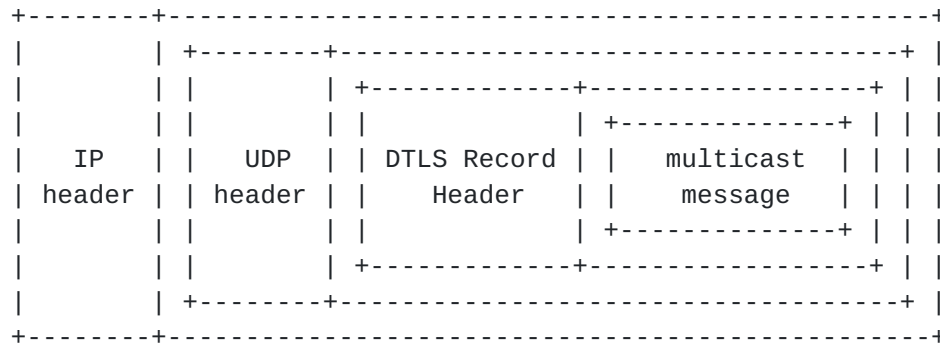 IP UDP DTLS Record multicast
header header Header message